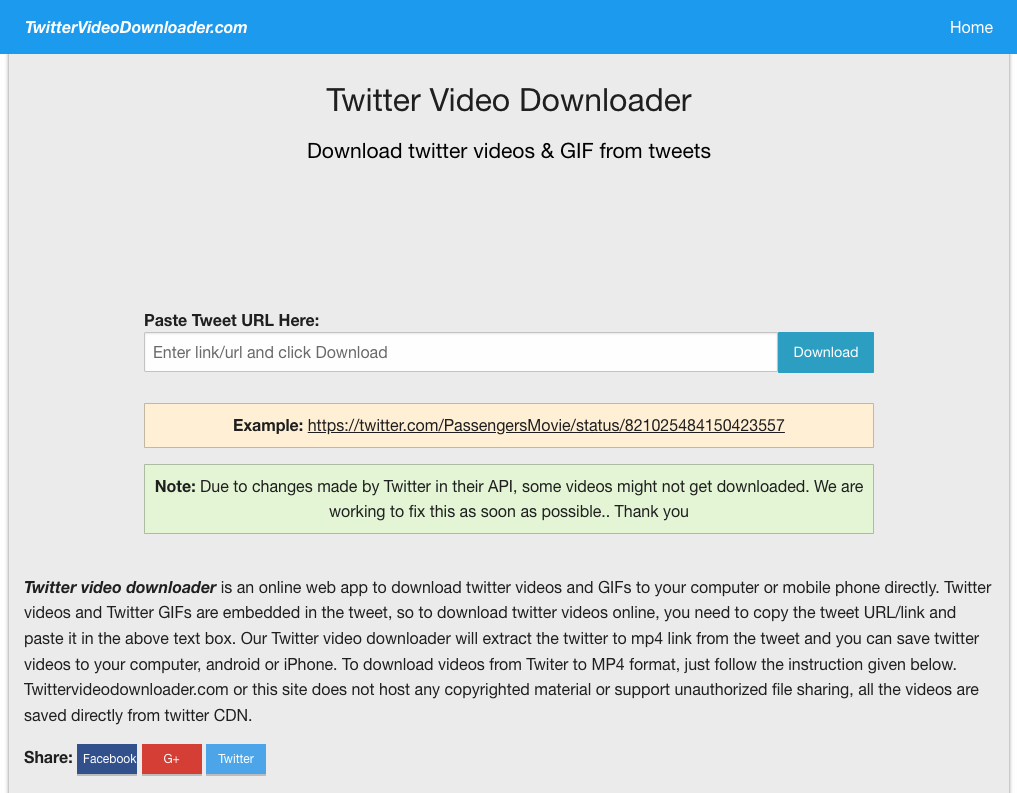 TwitterVideoDownloader.com
Home
Twitter Video Downloader
Download twitter videos & GIF from tweets
Paste Tweet URL Here:
Enter link/url and click Download
Download
Example: https://twitter.com/PassengersMovie/status/821025484150423557
Note: Due to changes made by Twitter in their API, some videos might not get downloaded. We are
working to fix this as soon as possible.. Thank you
Twitter video downloader is an online web app to download twitter videos and GIFs to your computer or mobile phone directly. Twitter
videos and Twitter GIFs are embedded in the tweet, so to download twitter videos online, you need to copy the tweet URL/link and
paste it in the above text box. Our Twitter video downloader will extract the twitter to mp4 link from the tweet and you can save twitter
videos to your computer, android or iPhone. To download videos from Twiter to MP4 format, just follow the instruction given below.
Twittervideodownloader.com or this site does not host any copyrighted material or support unauthorized file sharing, all the videos are
saved directly from twitter CDN.
Share: Facebook G+ Twitter